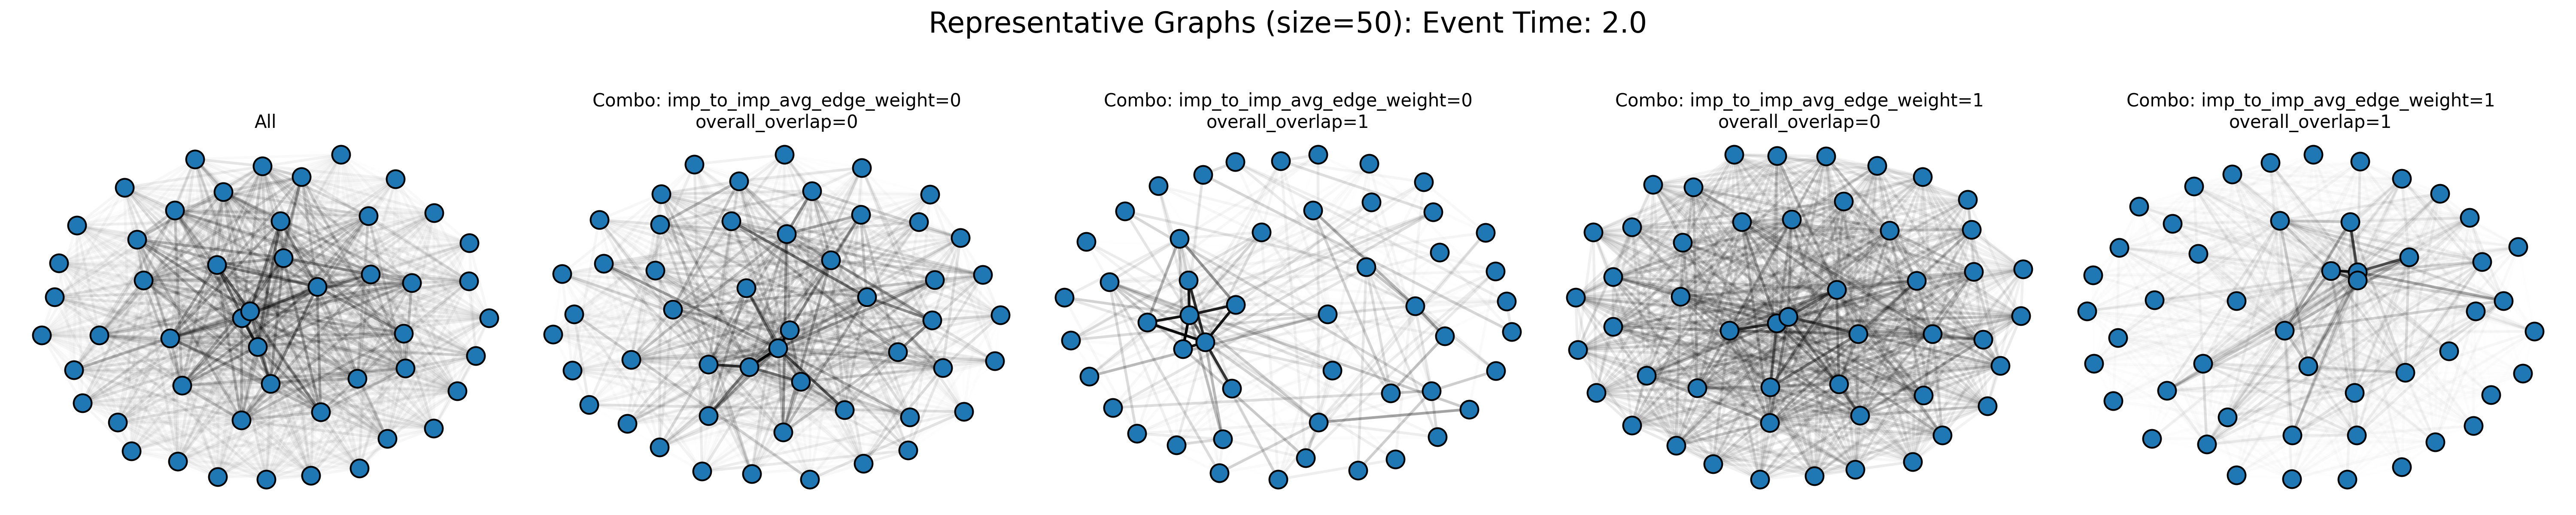 Representative Graphs (size=50): Event Time: 2.0
All
Combo: imp_to_imp_avg_edge_weight=0
overall_overlap=0
Combo: imp_to_imp_avg_edge_weight=0
overall_overlap=1
Combo: imp_to_imp_avg_edge_weight=1
overall_overlap=0
Combo: imp_to_imp_avg_edge_weight=1
overall_overlap=1